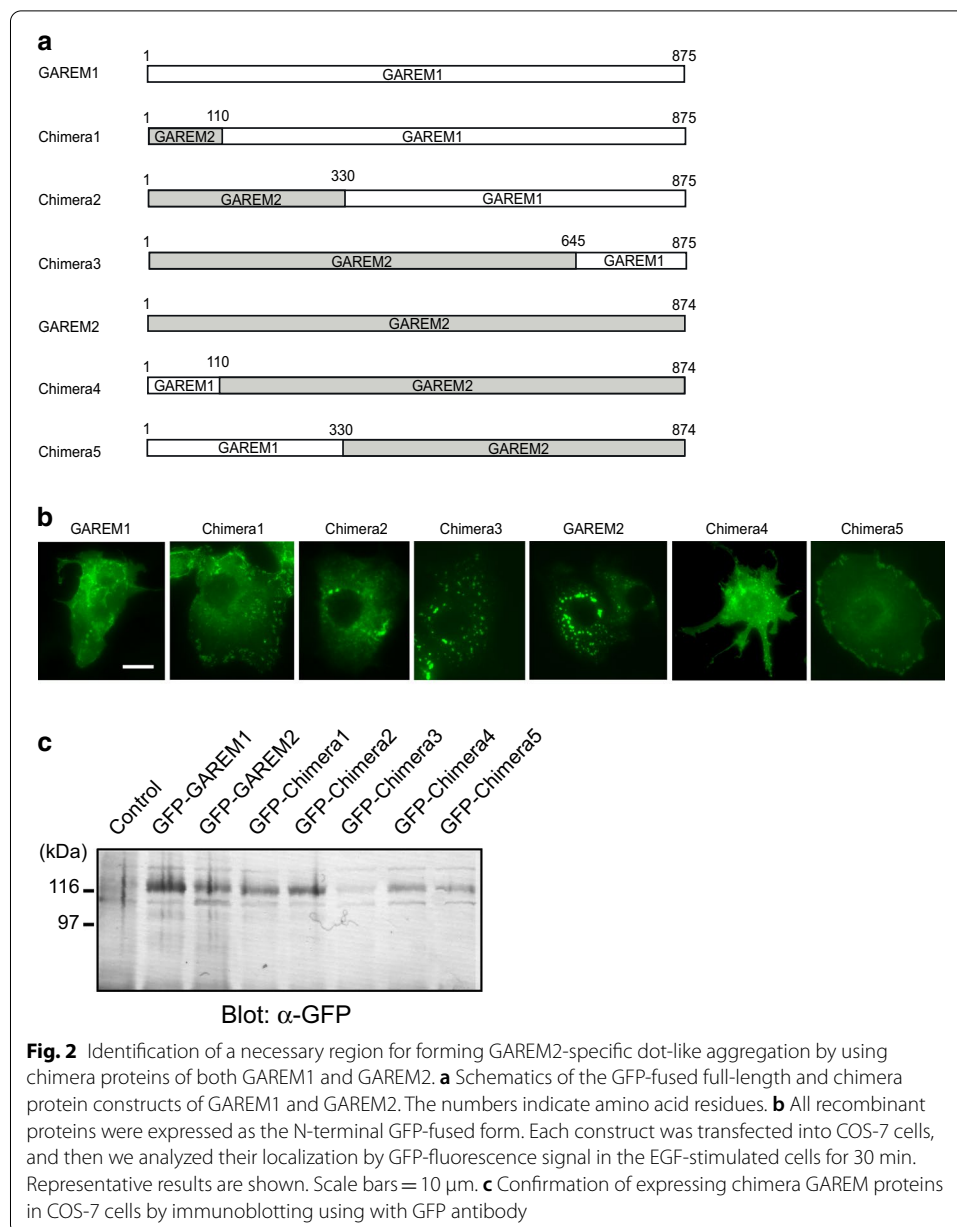 a
1 875
GAREM1 GAREM1
1 110 875
Chimera1 GAREM2 GAREM1
1 330 875
Chimera2 GAREM2 GAREM1
1 645 875
Chimera3 GAREM2 GAREM1
1 874
GAREM2 GAREM2
1 110 874
Chimera4 GAREM1 GAREM2
1 330 874
Chimera5 GAREM1 GAREM2
b
GAREM1 Chimera1 Chimera2 Chimera3 GAREM2 Chimera4 Chimera5
c
Control GFP-GAREM1 GFP-GAREM2 GFP-Chimera1 GFP-Chimera2 GFP-Chimera3 GFP-Chimera4 GFP-Chimera5
(kDa)
116
97
Blot: α-GFP
Fig. 2 Identification of a necessary region for forming GAREM2-specific dot-like aggregation by using
chimera proteins of both GAREM1 and GAREM2. a Schematics of the GFP-fused full-length and chimera
protein constructs of GAREM1 and GAREM2. The numbers indicate amino acid residues. b All recombinant
proteins were expressed as the N-terminal GFP-fused form. Each construct was transfected into COS-7 cells,
and then we analyzed their localization by GFP-fluorescence signal in the EGF-stimulated cells for 30 min.
Representative results are shown. Scale bars = 10 μm. c Confirmation of expressing chimera GAREM proteins
in COS-7 cells by immunoblotting using with GFP antibody